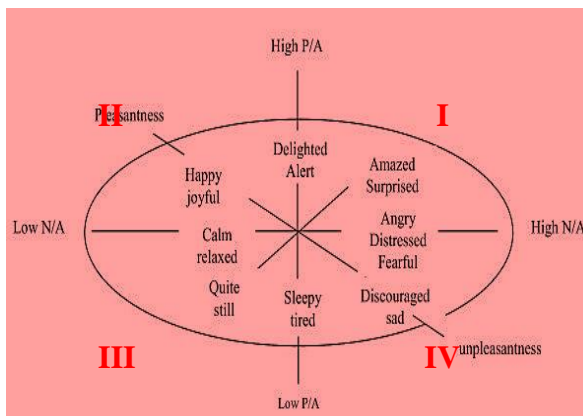 High P/A
II
Pleasantness
I
Delighted
Alert
Amazed
Surprised
Happy
joyful
Low N/A
Calm
relaxed
Angry
Distressed
Fearful
High N/A
Quite
still
Sleepy
tired
Discouraged
sad
III
IV
unpleasantness
Low P/A